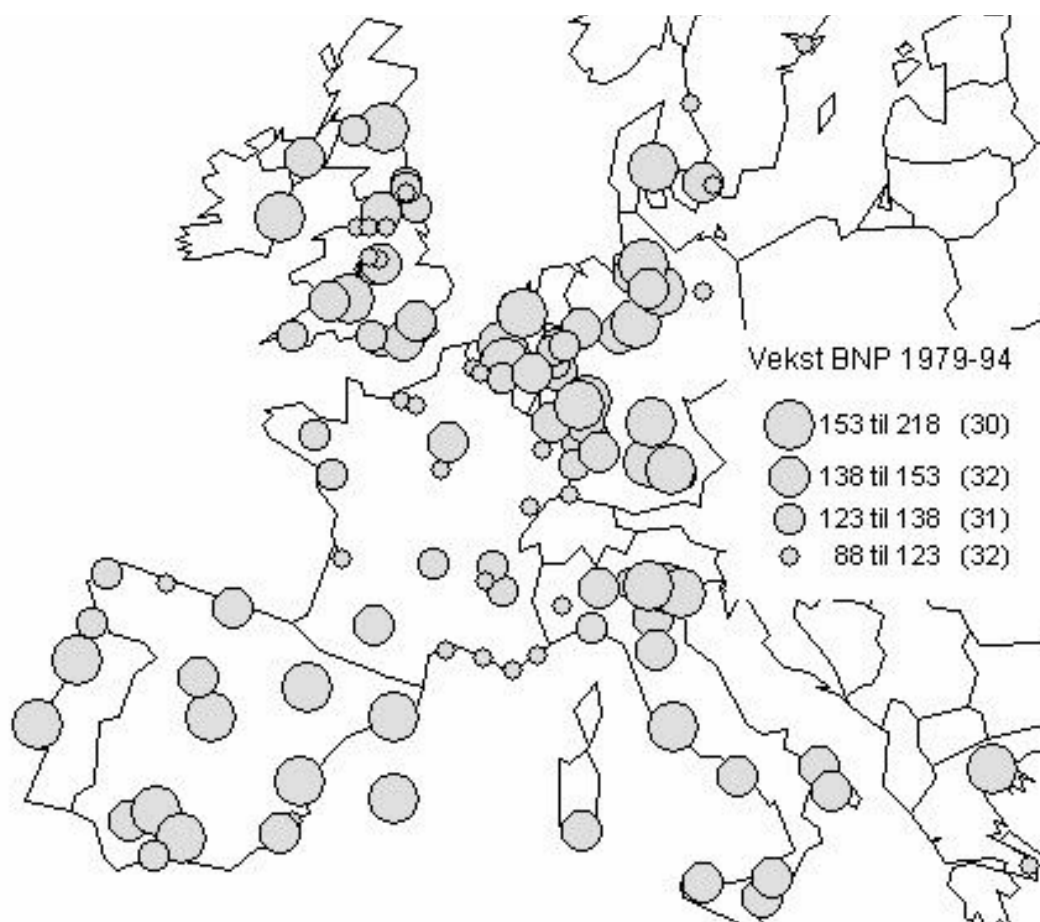 Vekst BNP 1979-94
153 til 218 (30)
138 til 153 (32)
123 til 138 (31)
88 til 123 (32)